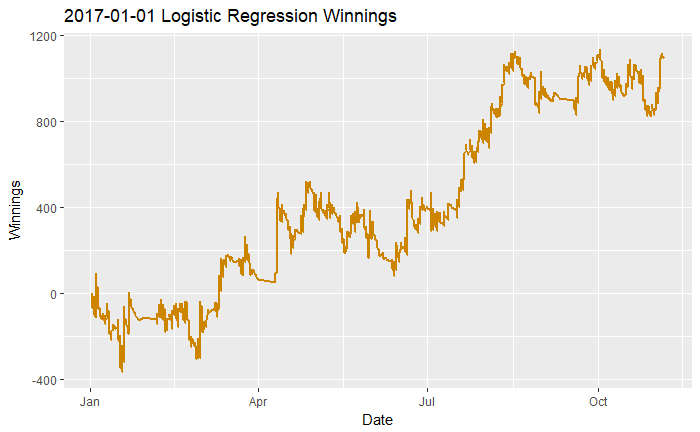 2017-01-01 Logistic Regression Winnings
1200
800
400
0
-400
Winnings
Jan Apr Jul Oct
Date